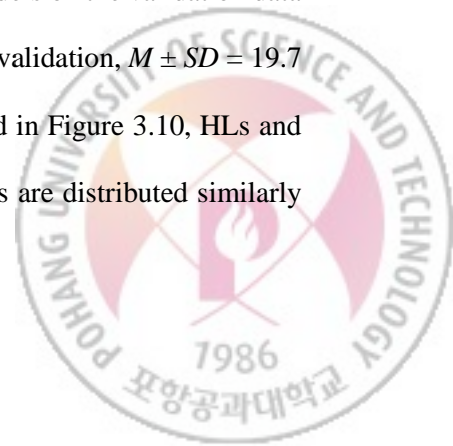 validation, M ± SD = 19.7
d in Figure 3.10, HLs and
s are distributed similarly
POHANG UNIVERSITY OF SCIENCE AND TECHNOLOGY
1986
포항공과대학교